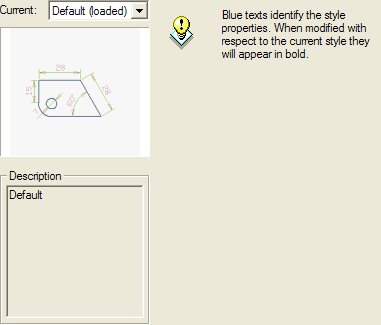 Current: Default (loaded)
Blue texts identify the style
properties. When modified with
respect to the current style they
will appear in bold.
28
28
15
60°
Description
Default